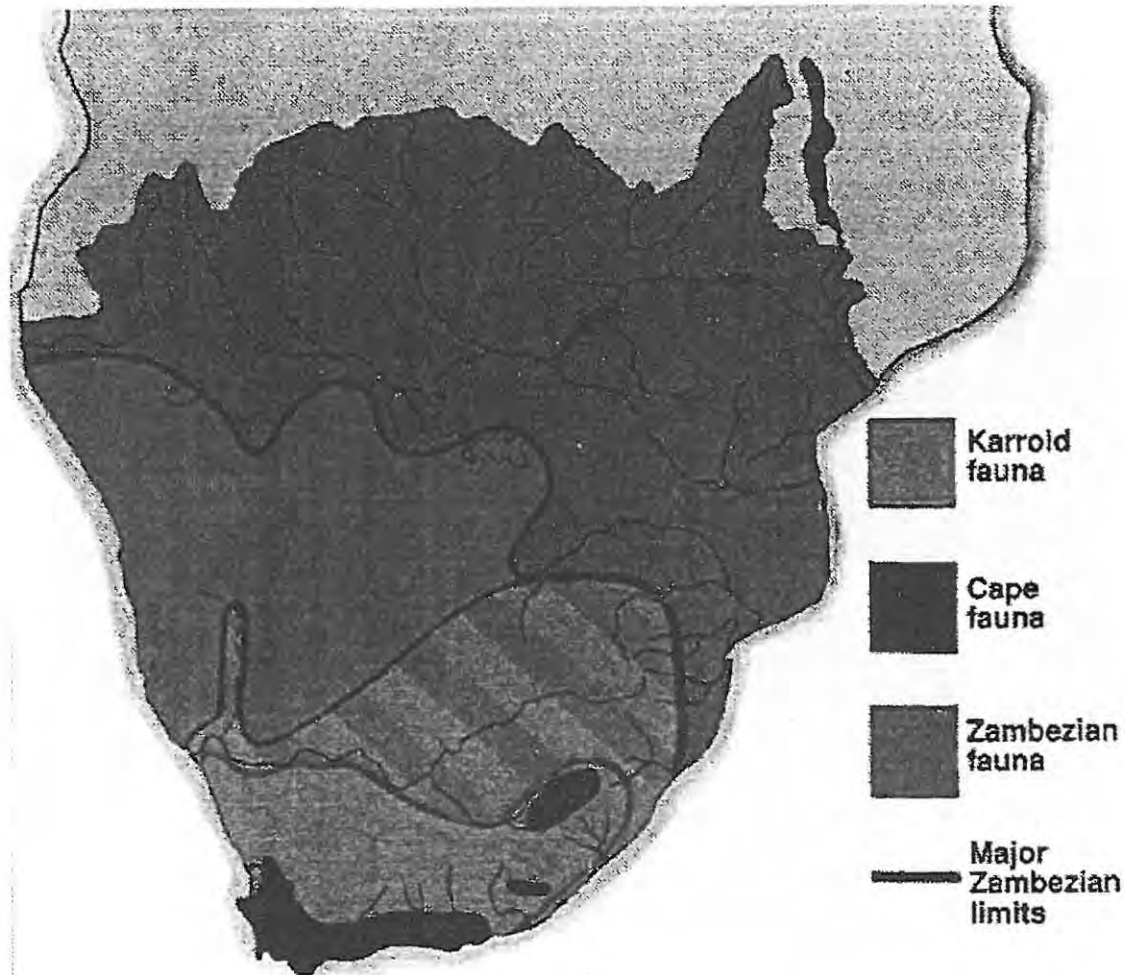 Karroid
fauna
Cape
fauna
Zambezian
fauna
Major
Zambezian
limits